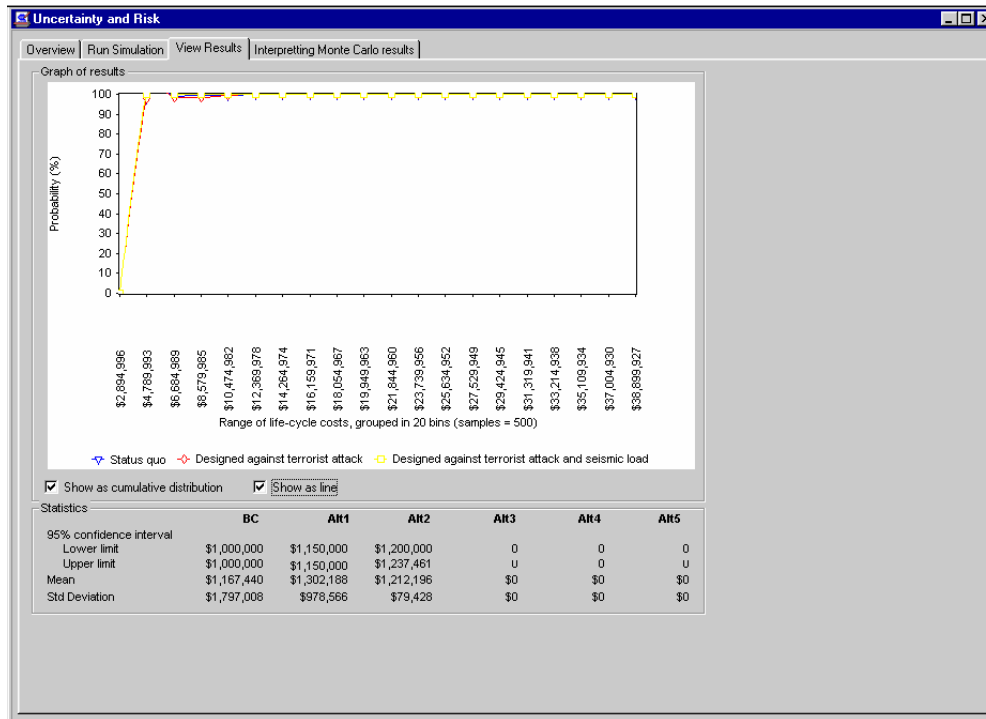 Uncertainty and Risk
Overview Run Simulation View Results Interpretting Monte Carlo results
Graph of results
100
90
80
70
60
50
40
30
20
10
0
Probability (%)
$2,894,996
$4,789,993
$6,684,989
$8,579,985
$10,474,982
$12,369,978
$14,264,974
$16,159,971
$18,054,967
$19,949,963
$21,844,960
$23,739,956
$25,634,952
$27,529,949
$29,424,945
$31,319,941
$33,214,938
$35,109,934
$37,004,930
$38,899,927
Range of life-cycle costs, grouped in 20 bins (samples = 500)
Status quo Designed against terrorist attack Designed against terrorist attack and seismic load
Show as cumulative distribution Show as line
Statistics
BC Alt1 Alt2 Alt3 Alt4 Alt5
95% confidence interval
Lower limit $1,000,000 $1,150,000 $1,200,000 0 0 0
Upper limit $1,000,000 $1,150,000 $1,237,461 0 0 0
Mean $1,167,440 $1,302,188 $1,212,196 $0 $0 $0
Std Deviation $1,797,008 $978,566 $79,428 $0 $0 $0